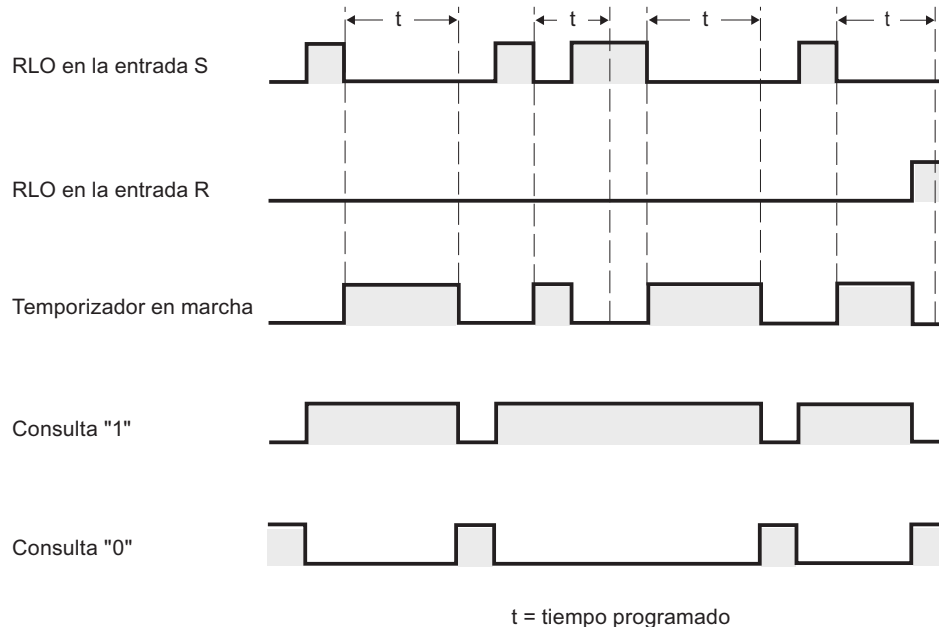 t t t t
RLO en la entrada S
RLO en la entrada R
Temporizador en marcha
Consulta "1"
Consulta "0"
t = tiempo programado